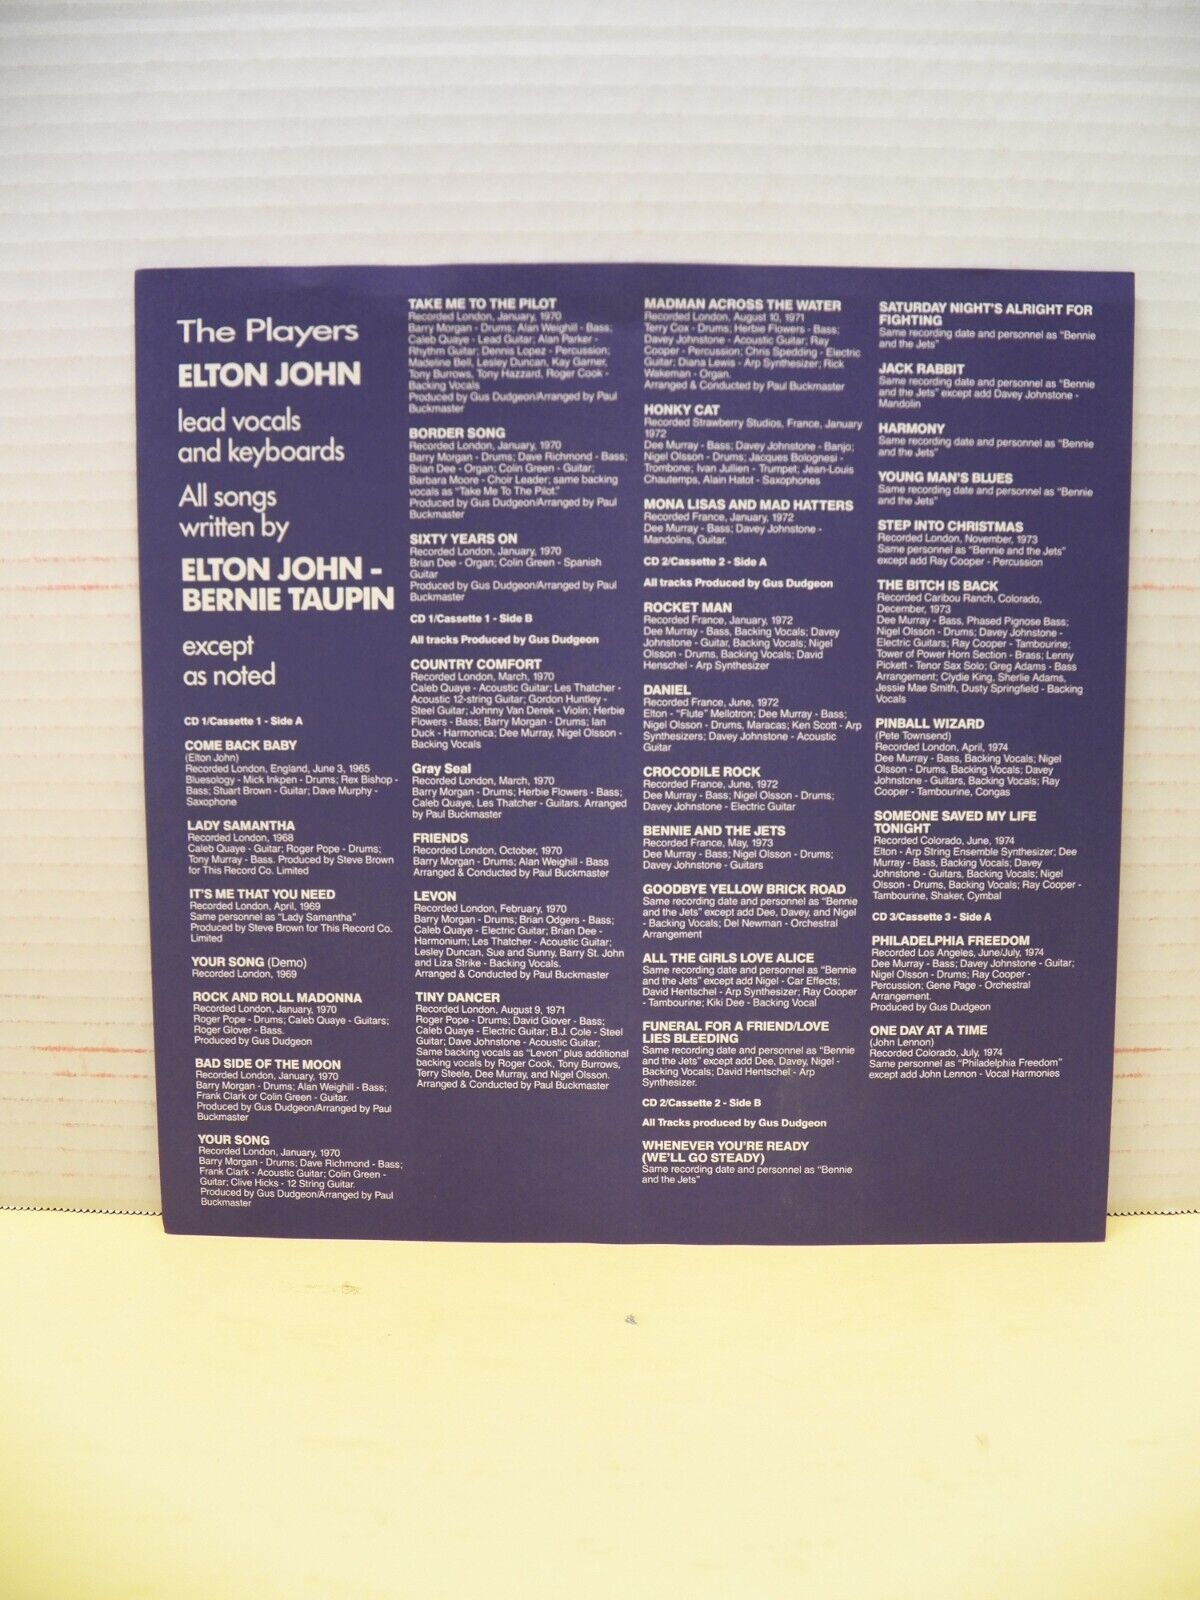 The Players
ELTON JOHN
lead vocals
and keyboards
All songs
written by
ELTON JOHN -
BERNIE TAUPIN
except
as noted
CD 1/Cassette 1 - Side A
COME BACK BABY
(Elton John)
Recorded London, England, June 3, 1965
Bluesology - Mick Inkpen - Drums; Rex Bishop -
Bass; Stuart Brown - Guitar; Dave Murphy -
Saxophone
LADY SAMANTHA
Recorded London, 1968
Caleb Quaye - Guitar; Roger Pope - Drums;
Tony Murray - Bass. Produced by Steve Brown
for This Record Co. Limited
IT'S ME THAT YOU NEED
Recorded London, April, 1969
Same personnel as "Lady Samantha"
Produced by Steve Brown for This Record Co.
Limited
YOUR SONG (Demo)
Recorded London, 1969
ROCK AND ROLL MADONNA
Recorded London, January, 1970
Roger Pope - Drums; Caleb Quaye - Guitars;
Roger Glover - Bass.
Produced by Gus Dudgeon
BAD SIDE OF THE MOON
Recorded London, January, 1970
Barry Morgan - Drums; Alan Weighill - Bass;
Frank Clark or Colin Green - Guitar.
Produced by Gus Dudgeon/Arranged by Paul
Buckmaster
YOUR SONG
Recorded London, January, 1970
Barry Morgan - Drums; Dave Richmond - Bass;
Frank Clark - Acoustic Guitar; Colin Green -
Guitar; Clive Hicks - 12 String Guitar.
Produced by Gus Dudgeon/Arranged by Paul
Buckmaster
TAKE ME TO THE PILOT
Recorded London, January, 1970
Barry Morgan - Drums; Alan Weighill - Bass;
Caleb Quaye - Lead Guitar; Alan Parker -
Rhythm Guitar; Dennis Lopez - Percussion;
Madeline Bell, Lesley Duncan, Kay Garner,
Tony Burrows, Tony Hazzard, Roger Cook -
Backing Vocals
Produced by Gus Dudgeon/Arranged by Paul
Buckmaster
BORDER SONG
Recorded London, January, 1970
Barry Morgan - Drums; Dave Richmond - Bass;
Brian Dee - Organ; Colin Green - Guitar;
Barbara Moore - Choir Leader; same backing
vocals as "Take Me To The Pilot."
Produced by Gus Dudgeon/Arranged by Paul
Buckmaster
SIXTY YEARS ON
Recorded London, January, 1970
Brian Dee - Organ; Colin Green - Spanish
Guitar
Produced by Gus Dudgeon/Arranged by Paul
Buckmaster
CD 1/Cassette 1 - Side B
All tracks Produced by Gus Dudgeon
COUNTRY COMFORT
Recorded London, March, 1970
Caleb Quaye - Acoustic Guitar; Les Thatcher -
Acoustic 12-string Guitar; Gordon Huntley -
Steel Guitar; Johnny Van Derek - Violin; Herbie
Flowers - Bass; Barry Morgan - Drums; Ian
Duck - Harmonica; Dee Murray, Nigel Olsson -
Backing Vocals
Gray Seal
Recorded London, March, 1970
Barry Morgan - Drums; Herbie Flowers - Bass;
Caleb Quaye, Les Thatcher - Guitars. Arranged
by Paul Buckmaster
FRIENDS
Recorded London, October, 1970
Barry Morgan - Drums; Alan Weighill - Bass
Arranged & Conducted by Paul Buckmaster
LEVON
Recorded London, February, 1970
Barry Morgan - Drums; Brian Odgers - Bass;
Caleb Quaye - Electric Guitar; Brian Dee -
Harmonium; Les Thatcher - Acoustic Guitar;
Lesley Duncan, Sue and Sunny, Barry St. John
and Liza Strike - Backing Vocals.
Arranged & Conducted by Paul Buckmaster
TINY DANCER
Recorded London, August 9, 1971
Roger Pope - Drums; David Glover - Bass;
Caleb Quaye - Electric Guitar; B.J. Cole - Steel
Guitar; Dave Johnstone - Acoustic Guitar;
Same backing vocals as "Levon" plus additional
backing vocals by Roger Cook, Tony Burrows,
Terry Steele, Dee Murray, and Nigel Olsson.
Arranged & Conducted by Paul Buckmaster
MADMAN ACROSS THE WATER
Recorded London, August 10, 1971
Terry Cox - Drums; Herbie Flowers - Bass;
Davey Johnstone - Acoustic Guitar; Ray
Cooper - Percussion; Chris Spedding - Electric
Guitar; Diana Lewis - Arp Synthesizer; Rick
Wakeman - Organ.
Arranged & Conducted by Paul Buckmaster
HONKY CAT
Recorded Strawberry Studios, France, January
1972
Dee Murray - Bass; Davey Johnstone - Banjo;
Nigel Olsson - Drums; Jacques Bolognesi -
Trombone; Ivan Jullien - Trumpet; Jean-Louis
Chautemps, Alain Hatot - Saxophones
MONA LISAS AND MAD HATTERS
Recorded France, January, 1972
Dee Murray - Bass; Davey Johnstone -
Mandolins, Guitar.
CD 2/Cassette 2 - Side A
All tracks Produced by Gus Dudgeon
ROCKET MAN
Recorded France, January, 1972
Dee Murray - Bass, Backing Vocals; Davey
Johnstone - Guitar, Backing Vocals; Nigel
Olsson - Drums, Backing Vocals; David
Henschel - Arp Synthesizer
DANIEL
Recorded France, June, 1972
Elton - "Flute" Mellotron; Dee Murray - Bass;
Nigel Olsson - Drums, Maracas; Ken Scott - Arp
Synthesizers; Davey Johnstone - Acoustic
Guitar
CROCODILE ROCK
Recorded France, June, 1972
Dee Murray - Bass; Nigel Olsson - Drums;
Davey Johnstone - Electric Guitar
BENNIE AND THE JETS
Recorded France, May, 1973
Dee Murray - Bass; Nigel Olsson - Drums;
Davey Johnstone - Guitars
GOODBYE YELLOW BRICK ROAD
Same recording date and personnel as "Bennie
and the Jets" except add Dee, Davey, and Nigel
- Backing Vocals; Del Newman - Orchestral
Arrangement
ALL THE GIRLS LOVE ALICE
Same recording date and personnel as "Bennie
and the Jets" except add Nigel - Car Effects;
David Hentschel - Arp Synthesizer; Ray Cooper
- Tambourine; Kiki Dee - Backing Vocal
FUNERAL FOR A FRIEND/LOVE
LIES BLEEDING
Same recording date and personnel as "Bennie
and the Jets" except add Dee, Davey, Nigel -
Backing Vocals; David Hentschel - Arp
Synthesizer.
CD 2/Cassette 2 - Side B
All Tracks produced by Gus Dudgeon
WHENEVER YOU'RE READY
(WE'LL GO STEADY)
Same recording date and personnel as "Bennie
and the Jets"
SATURDAY NIGHT'S ALRIGHT FOR
FIGHTING
Same recording date and personnel as "Bennie
and the Jets"
JACK RABBIT
Same recording date and personnel as "Bennie
and the Jets" except add Davey Johnstone -
Mandolin
HARMONY
Same recording date and personnel as "Bennie
and the Jets"
YOUNG MAN'S BLUES
Same recording date and personnel as "Bennie
and the Jets"
STEP INTO CHRISTMAS
Recorded London, November, 1973
Same personnel as "Bennie and the Jets"
except add Ray Cooper - Percussion
THE BITCH IS BACK
Recorded Caribou Ranch, Colorado,
December, 1973
Dee Murray - Bass, Phased Pignose Bass;
Nigel Olsson - Drums; Davey Johnstone -
Electric Guitars; Ray Cooper - Tambourine;
Tower of Power Horn Section - Brass; Lenny
Pickett - Tenor Sax Solo; Greg Adams - Bass
Arrangement; Clydie King, Sherlie Adams,
Jessie Mae Smith, Dusty Springfield - Backing
Vocals
PINBALL WIZARD
(Pete Townsend)
Recorded London, April, 1974
Dee Murray - Bass, Backing Vocals; Nigel
Olsson - Drums, Backing Vocals; Davey
Johnstone - Guitars, Backing Vocals; Ray
Cooper - Tambourine, Congas
SOMEONE SAVED MY LIFE
TONIGHT
Recorded Colorado, June, 1974
Elton - Arp String Ensemble Synthesizer; Dee
Murray - Bass, Backing Vocals; Davey
Johnstone - Guitars, Backing Vocals; Nigel
Olsson - Drums, Backing Vocals; Ray Cooper -
Tambourine, Shaker, Cymbal
CD 3/Cassette 3 - Side A
PHILADELPHIA FREEDOM
Recorded Los Angeles, June/July, 1974
Dee Murray - Bass; Davey Johnstone - Guitar;
Nigel Olsson - Drums; Ray Cooper -
Percussion; Gene Page - Orchestral
Arrangement.
Produced by Gus Dudgeon
ONE DAY AT A TIME
(John Lennon)
Recorded Colorado, July, 1974
Same personnel as "Philadelphia Freedom"
except add John Lennon - Vocal Harmonies